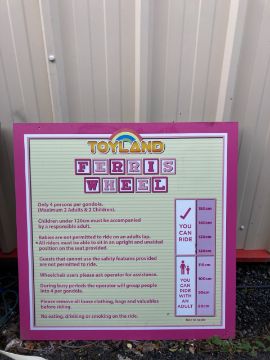 TOYLAND
FERRIS
WHEEL
Only 4 persons per gondola.
(Maximum 2 Adults & 2 Children).
Children under 120cm must be accompanied
by a responsible adult.
Babies are not permitted to ride on an adults lap.
All riders must be able to sit in an upright and unaided
position on the seat provided.
Guests that cannot use the safety features provided
are not permitted to ride.
Wheelchair users please ask operator for assistance.
During busy periods the operator will group people
into 4 per gondola.
Please remove all loose clothing, bags and valuables
before riding.
No eating, drinking or smoking on the ride.
YOU
CAN
RIDE
YOU
CAN
RIDE
WITH
AN
ADULT